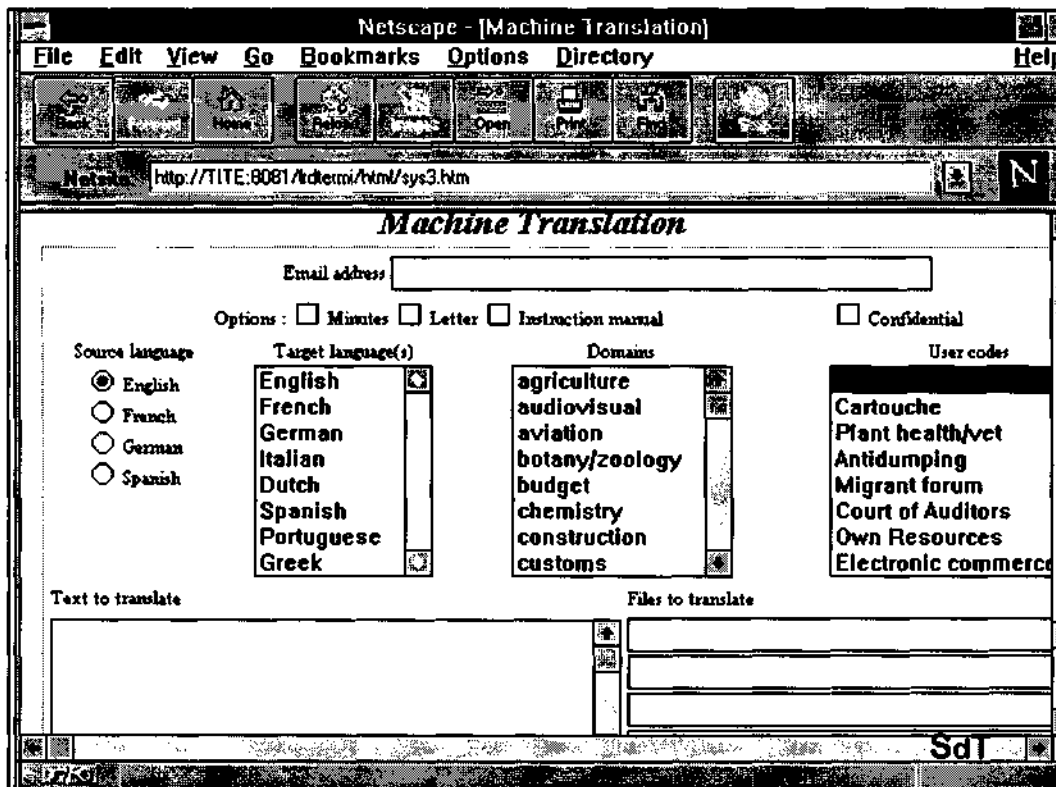 Netscape - [Machine Translation]
File Edit View Go Bookmarks Options Directory Help
Back Home Reload Open Print Find
Netsite http://TITE:8081/frdtermi/html/sys3.htm
Machine Translation
Email address
Options : Minutes Letter Instruction manual Confidential
Source language Target language(s) Domains User codes
English English agriculture
French French audiovisual Cartouche
German German aviation Plant health/vet
Spanish Italian botany/zoology Antidumping
Dutch budget Migrant forum
Spanish chemistry Court of Auditors
Portuguese construction Own Resources
Greek customs Electronic commerce
Text to translate Files to translate
SdT